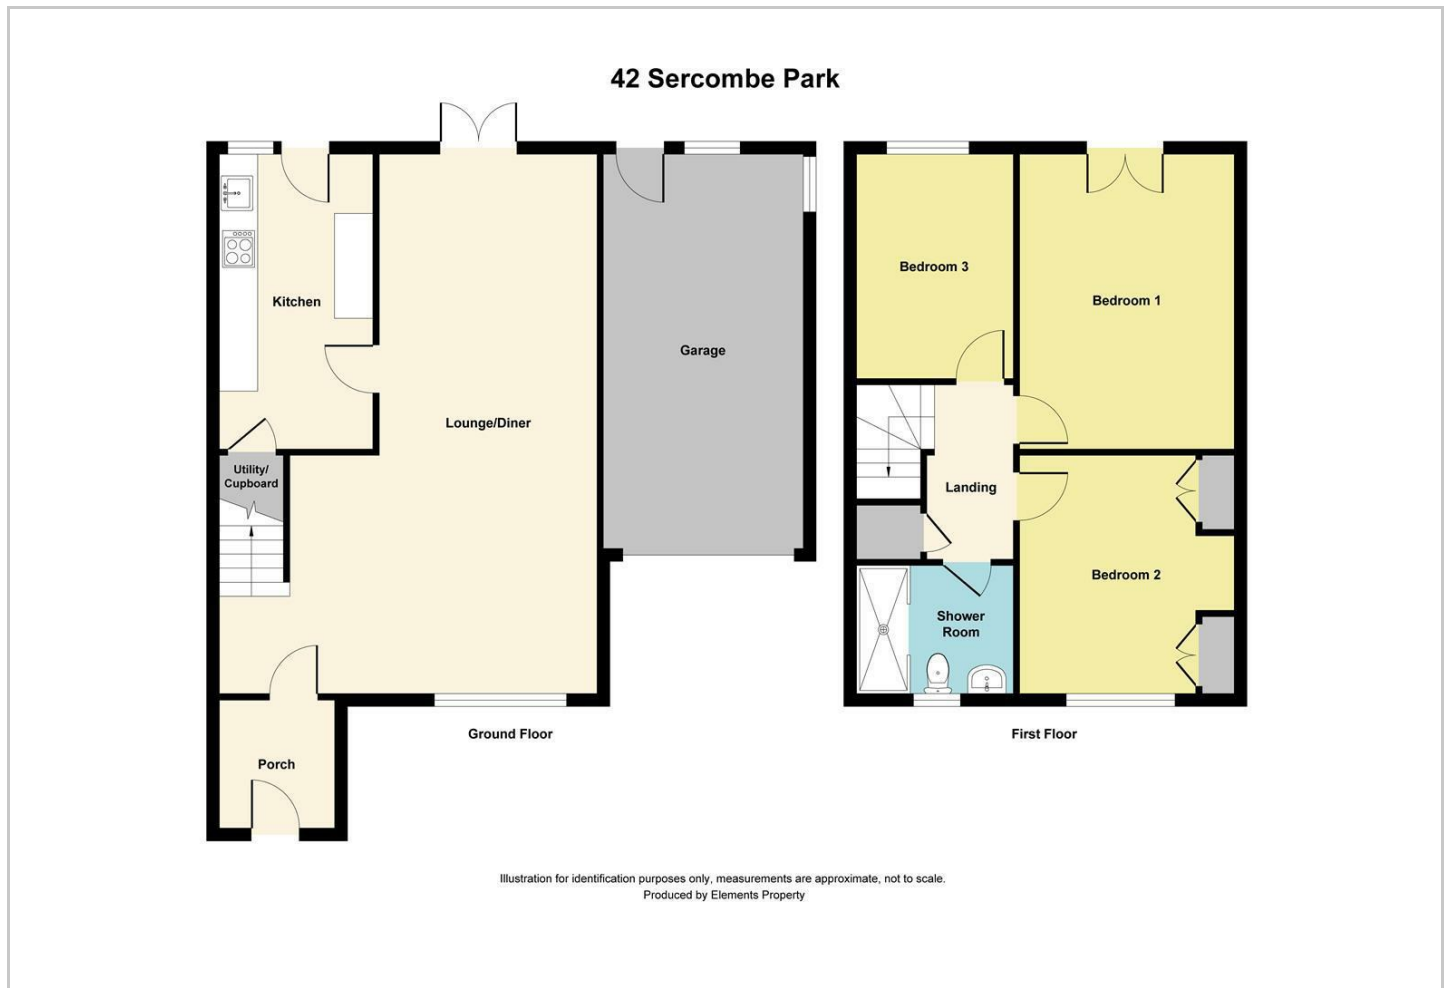 42 Sercombe Park
Kitchen
Utility/
Cupboard
Lounge/Diner
Garage
Porch
Ground Floor
Bedroom 3
Bedroom 1
Landing
Bedroom 2
Shower
Room
First Floor
Illustration for identification purposes only, measurements are approximate, not to scale.
Produced by Elements Property